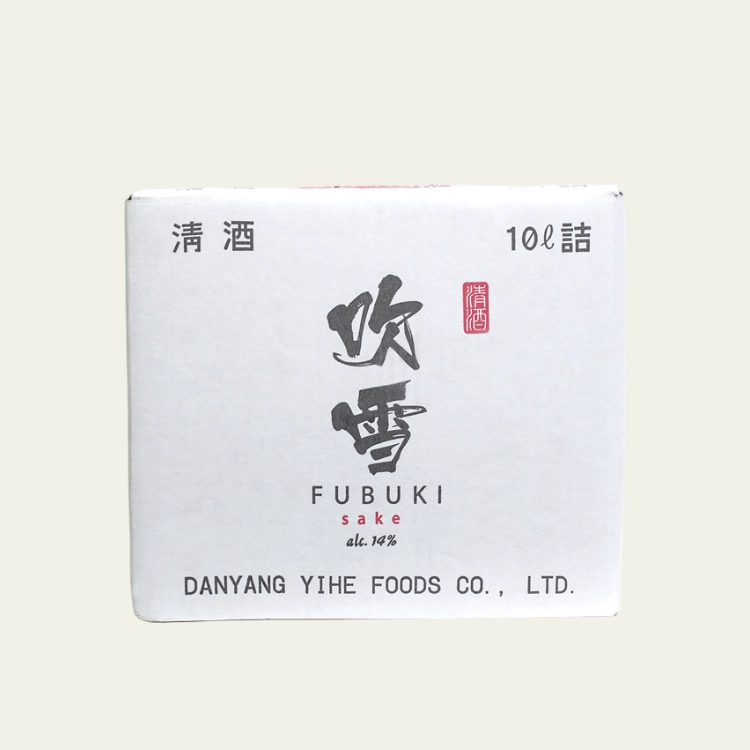 清酒
10ℓ詰
吹雪
清酒
FUBUKI
sake
alc. 14%
DANYANG YIHE FOODS CO., LTD.